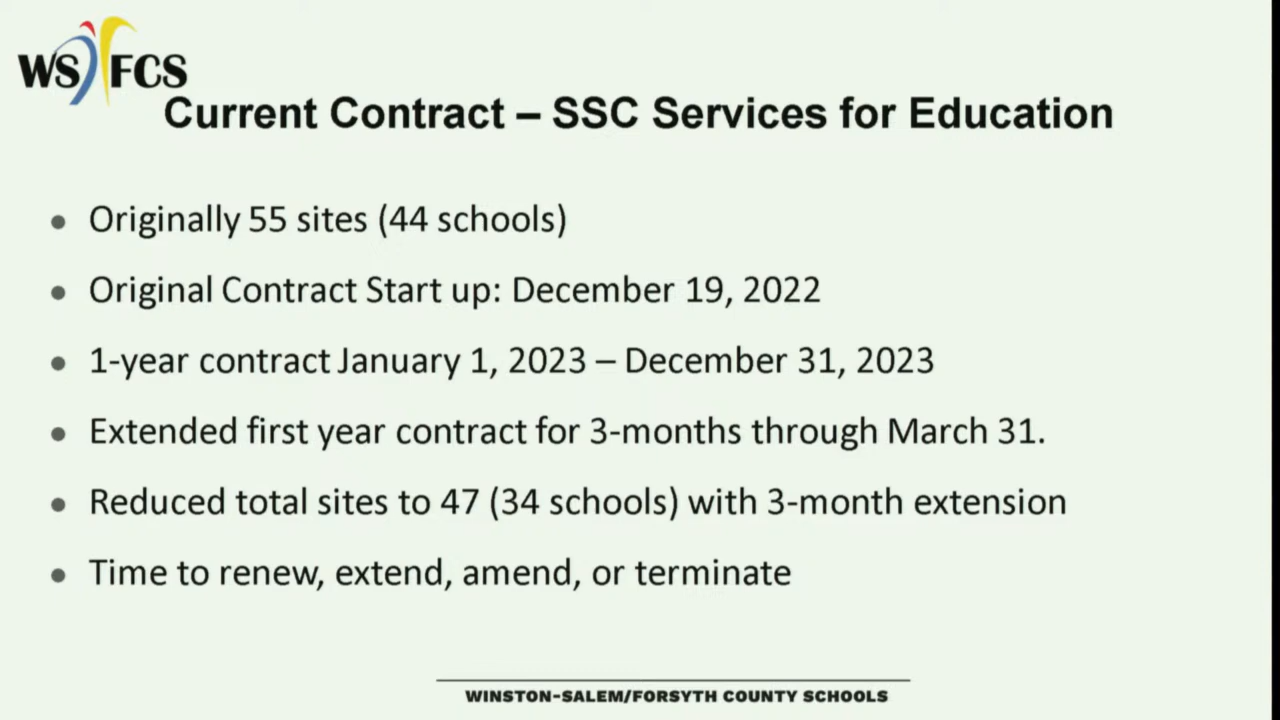 WS/FCS
Current Contract – SSC Services for Education
• Originally 55 sites (44 schools)
• Original Contract Start up: December 19, 2022
• 1-year contract January 1, 2023 – December 31, 2023
• Extended first year contract for 3-months through March 31.
• Reduced total sites to 47 (34 schools) with 3-month extension
• Time to renew, extend, amend, or terminate
WINSTON-SALEM/FORSYTH COUNTY SCHOOLS